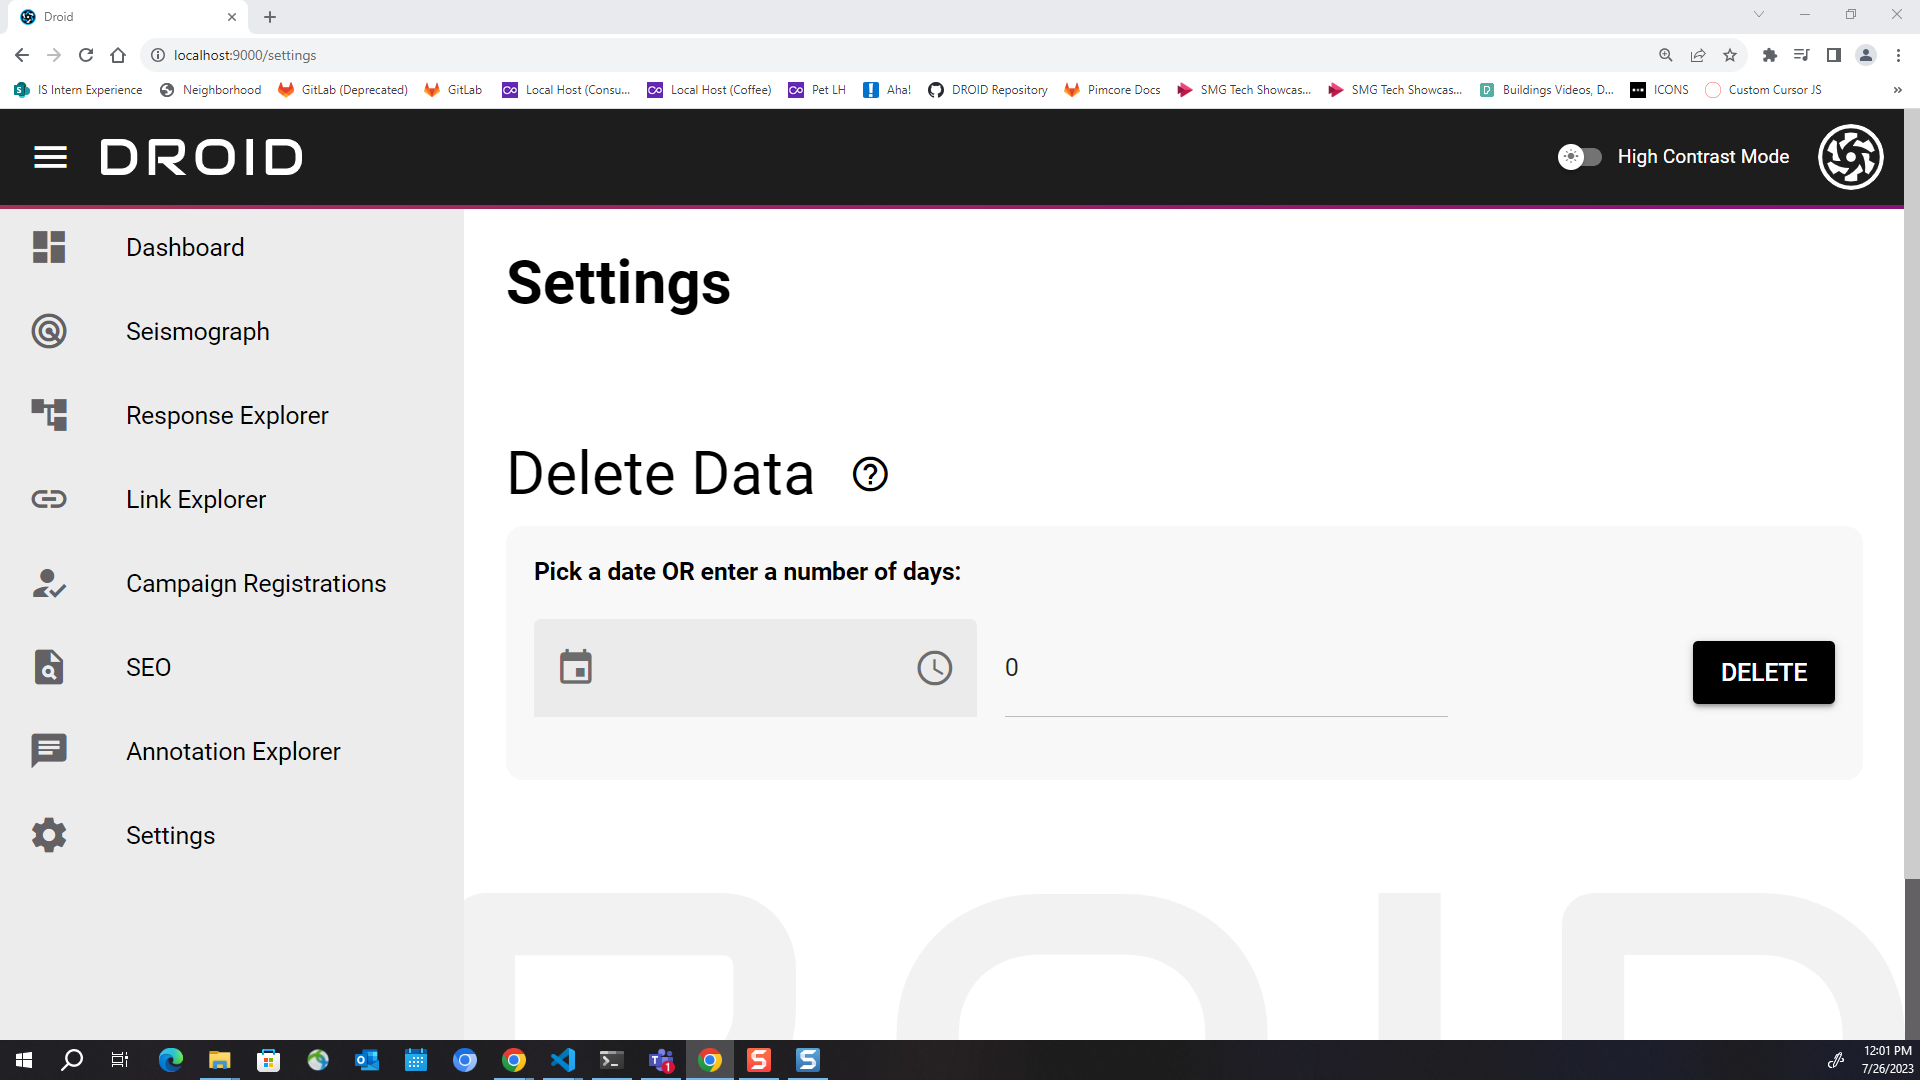 Droid
localhost:9000/settings
IS Intern Experience Neighborhood GitLab (Deprecated) GitLab Local Host (Consu... Local Host (Coffee) Pet LH Aha! DROID Repository Pimcore Docs SMG Tech Showcas... SMG Tech Showcas... Buildings Videos, D... ICONS Custom Cursor JS »
DROID High Contrast Mode
Dashboard
Seismograph
Response Explorer
Link Explorer
Campaign Registrations
SEO
Annotation Explorer
Settings
Settings
Delete Data
Pick a date OR enter a number of days:
0 DELETE
DROID
12:01 PM
7/26/2023
1